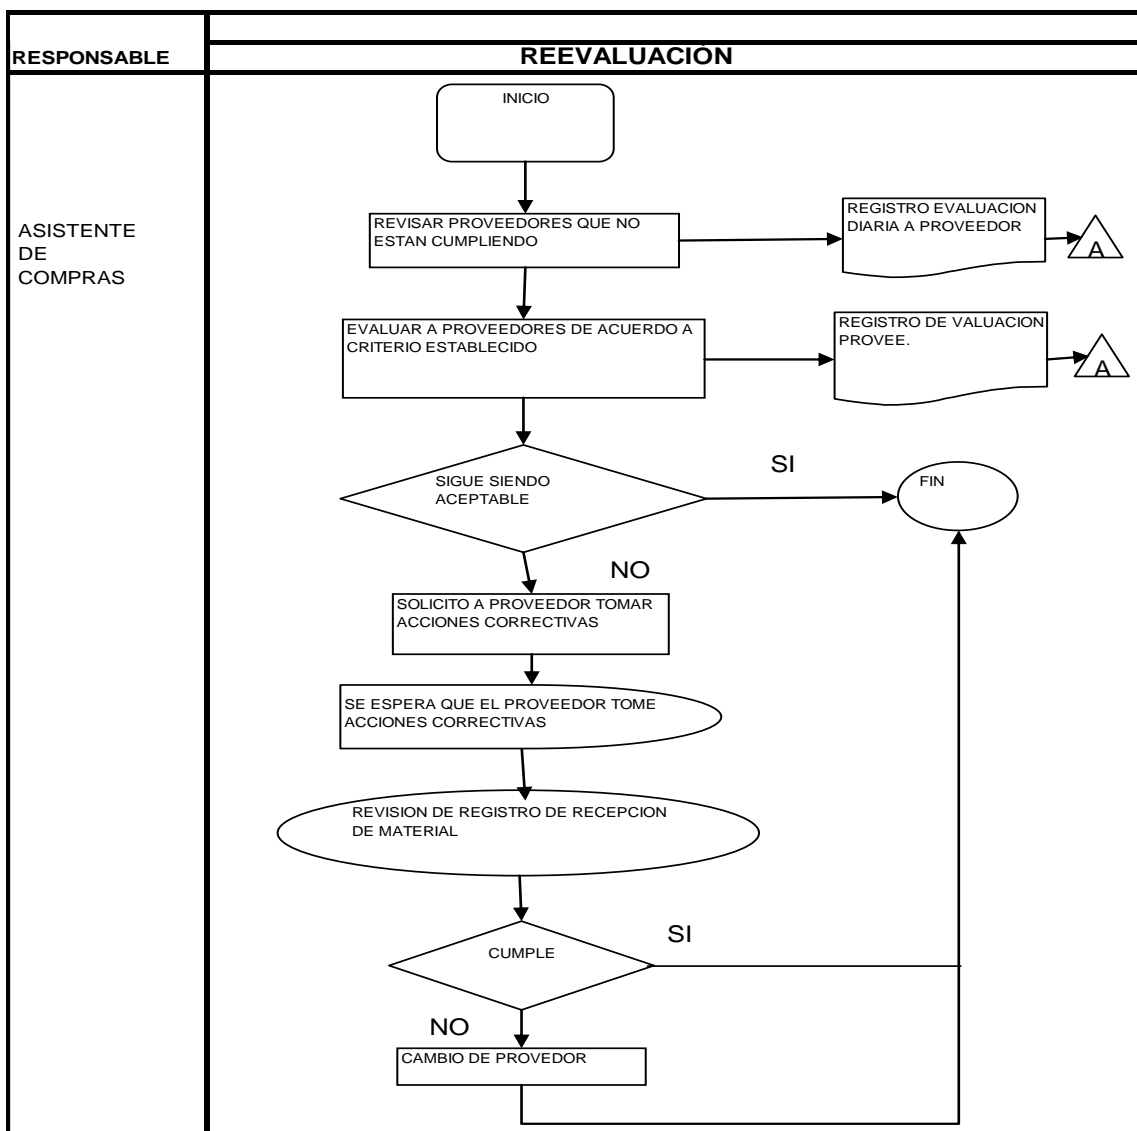 RESPONSABLE
REEVALUACIÓN
INICIO
ASISTENTE
DE
COMPRAS
REVISAR PROVEEDORES QUE NO
ESTAN CUMPLIENDO
REGISTRO EVALUACION
DIARIA A PROVEEDOR
A
EVALUAR A PROVEEDORES DE ACUERDO A
CRITERIO ESTABLECIDO
REGISTRO DE VALUACION
PROVEE.
A
SIGUE SIENDO
ACEPTABLE
SI
FIN
NO
SOLICITO A PROVEEDOR TOMAR
ACCIONES CORRECTIVAS
SE ESPERA QUE EL PROVEEDOR TOME
ACCIONES CORRECTIVAS
REVISION DE REGISTRO DE RECEPCION
DE MATERIAL
CUMPLE
SI
NO
CAMBIO DE PROVEDOR